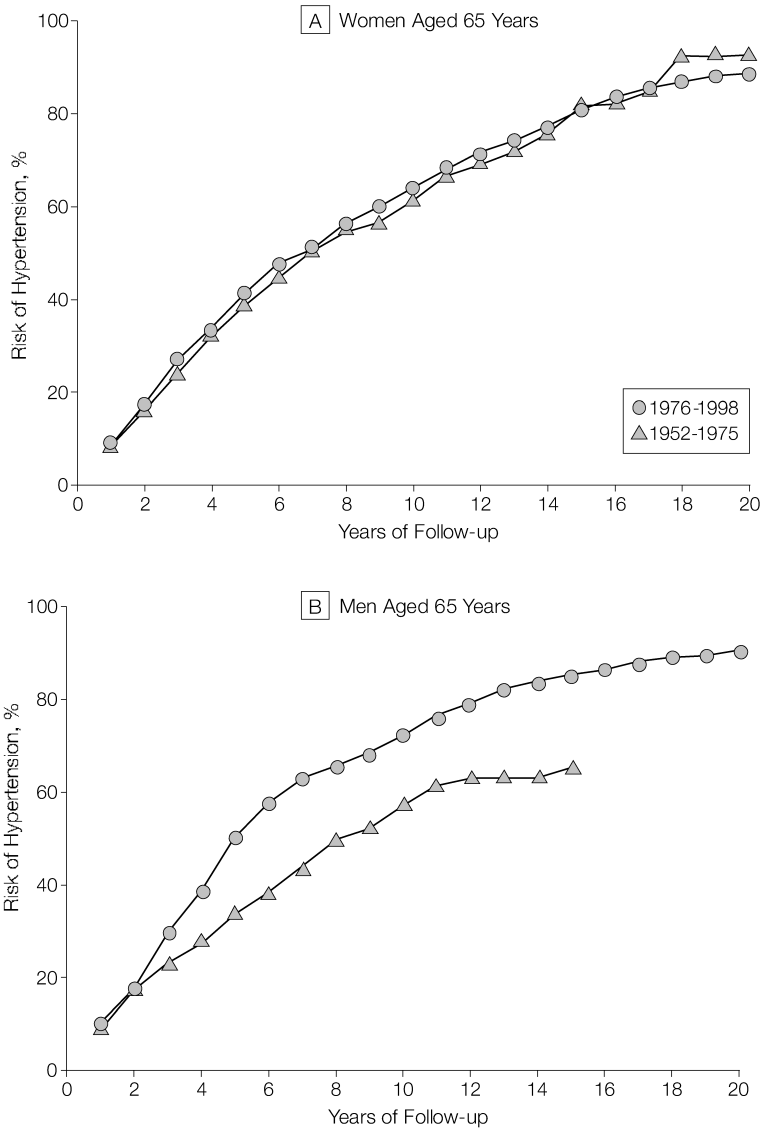 A Women Aged 65 Years
100
80
60
40
20
0
Risk of Hypertension, %
1976-1998
1952-1975
0 2 4 6 8 10 12 14 16 18 20
Years of Follow-up
B Men Aged 65 Years
100
80
60
40
20
0
Risk of Hypertension, %
0 2 4 6 8 10 12 14 16 18 20
Years of Follow-up